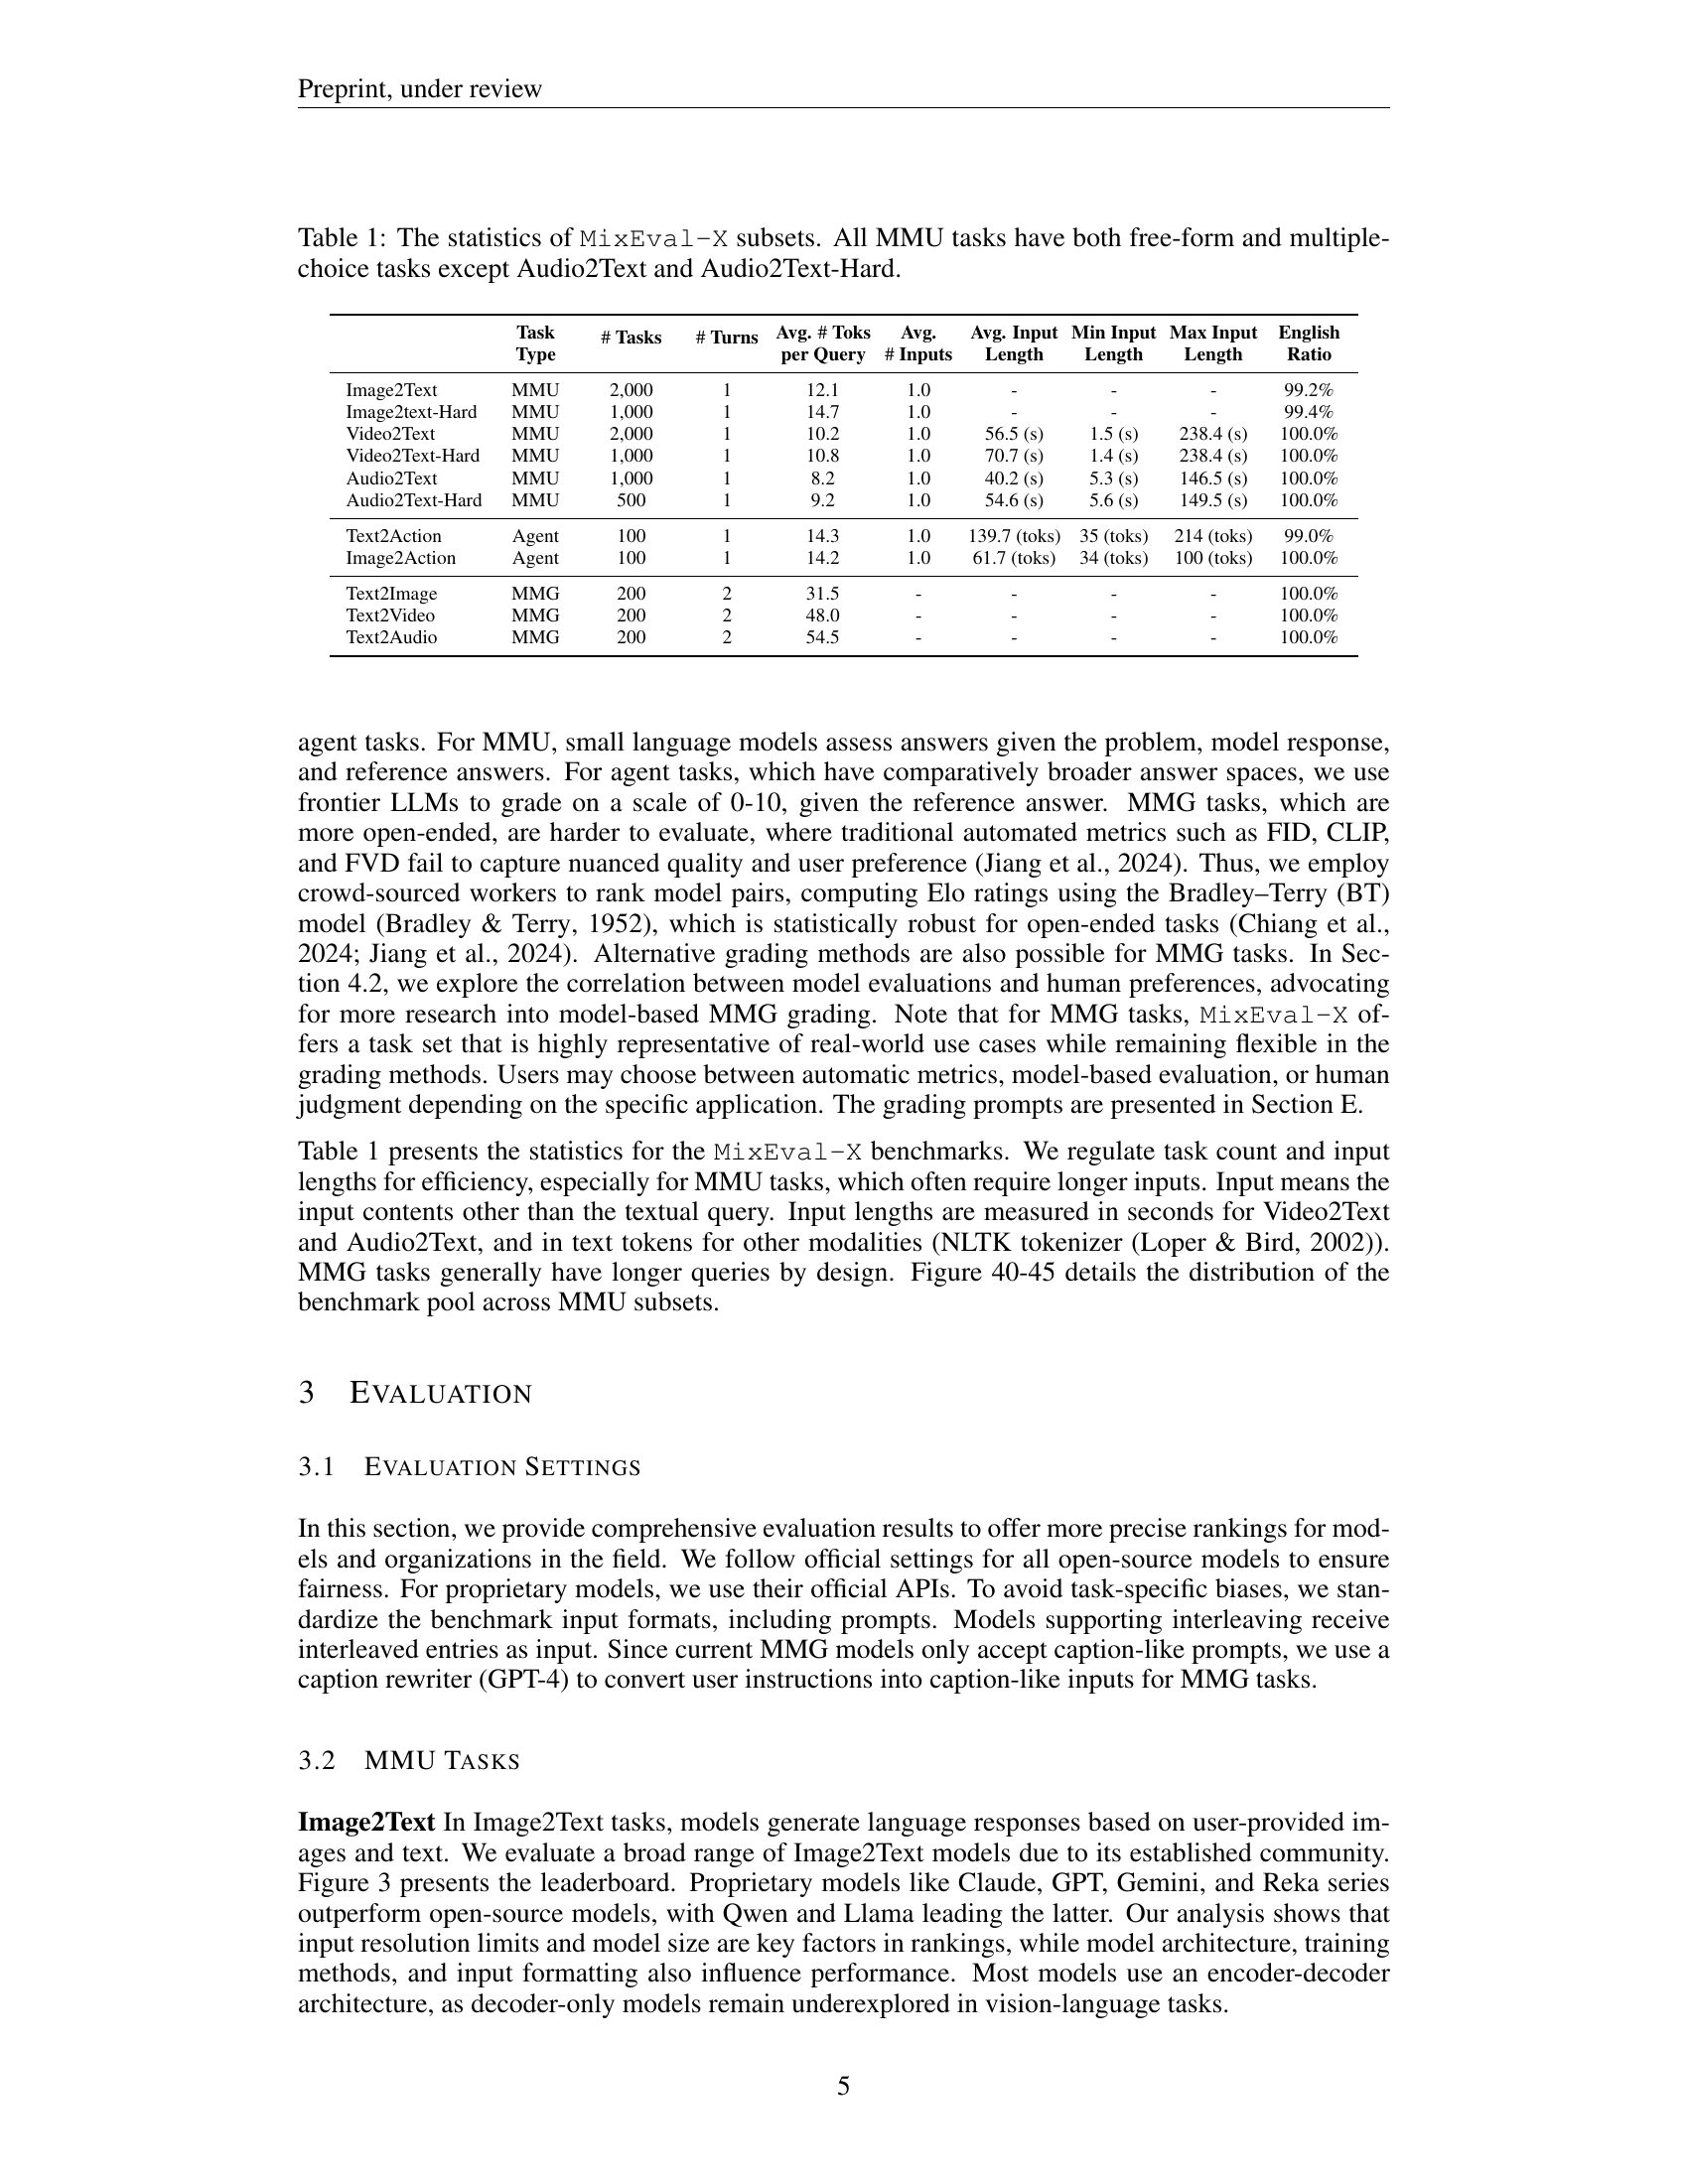 Preprint, under review
Table 1: The statistics of MixEval-X subsets. All MMU tasks have both free-form and multiple-
choice tasks except Audio2Text and Audio2Text-Hard.
Task Type # Tasks # Turns Avg. # Toks per Query Avg. # Inputs Avg. Input Length Min Input Length Max Input Length English Ratio
Image2Text MMU 2,000 1 12.1 1.0 - - - 99.2%
Image2text-Hard MMU 1,000 1 14.7 1.0 - - - 99.4%
Video2Text MMU 2,000 1 10.2 1.0 56.5 (s) 1.5 (s) 238.4 (s) 100.0%
Video2Text-Hard MMU 1,000 1 10.8 1.0 70.7 (s) 1.4 (s) 238.4 (s) 100.0%
Audio2Text MMU 1,000 1 8.2 1.0 40.2 (s) 5.3 (s) 146.5 (s) 100.0%
Audio2Text-Hard MMU 500 1 9.2 1.0 54.6 (s) 5.6 (s) 149.5 (s) 100.0%
Text2Action Agent 100 1 14.3 1.0 139.7 (toks) 35 (toks) 214 (toks) 99.0%
Image2Action Agent 100 1 14.2 1.0 61.7 (toks) 34 (toks) 100 (toks) 100.0%
Text2Image MMG 200 2 31.5 - - - - 100.0%
Text2Video MMG 200 2 48.0 - - - - 100.0%
Text2Audio MMG 200 2 54.5 - - - - 100.0%
agent tasks. For MMU, small language models assess answers given the problem, model response,
and reference answers. For agent tasks, which have comparatively broader answer spaces, we use
frontier LLMs to grade on a scale of 0-10, given the reference answer. MMG tasks, which are
more open-ended, are harder to evaluate, where traditional automated metrics such as FID, CLIP,
and FVD fail to capture nuanced quality and user preference (Jiang et al., 2024). Thus, we employ
crowd-sourced workers to rank model pairs, computing Elo ratings using the Bradley–Terry (BT)
model (Bradley & Terry, 1952), which is statistically robust for open-ended tasks (Chiang et al.,
2024; Jiang et al., 2024). Alternative grading methods are also possible for MMG tasks. In Sec-
tion 4.2, we explore the correlation between model evaluations and human preferences, advocating
for more research into model-based MMG grading. Note that for MMG tasks, MixEval-X of-
fers a task set that is highly representative of real-world use cases while remaining flexible in the
grading methods. Users may choose between automatic metrics, model-based evaluation, or human
judgment depending on the specific application. The grading prompts are presented in Section E.
Table 1 presents the statistics for the MixEval-X benchmarks. We regulate task count and input
lengths for efficiency, especially for MMU tasks, which often require longer inputs. Input means the
input contents other than the textual query. Input lengths are measured in seconds for Video2Text
and Audio2Text, and in text tokens for other modalities (NLTK tokenizer (Loper & Bird, 2002)).
MMG tasks generally have longer queries by design. Figure 40-45 details the distribution of the
benchmark pool across MMU subsets.
3 EVALUATION
3.1 EVALUATION SETTINGS
In this section, we provide comprehensive evaluation results to offer more precise rankings for mod-
els and organizations in the field. We follow official settings for all open-source models to ensure
fairness. For proprietary models, we use their official APIs. To avoid task-specific biases, we stan-
dardize the benchmark input formats, including prompts. Models supporting interleaving receive
interleaved entries as input. Since current MMG models only accept caption-like prompts, we use a
caption rewriter (GPT-4) to convert user instructions into caption-like inputs for MMG tasks.
3.2 MMU TASKS
Image2Text In Image2Text tasks, models generate language responses based on user-provided im-
ages and text. We evaluate a broad range of Image2Text models due to its established community.
Figure 3 presents the leaderboard. Proprietary models like Claude, GPT, Gemini, and Reka series
outperform open-source models, with Qwen and Llama leading the latter. Our analysis shows that
input resolution limits and model size are key factors in rankings, while model architecture, training
methods, and input formatting also influence performance. Most models use an encoder-decoder
architecture, as decoder-only models remain underexplored in vision-language tasks.
5